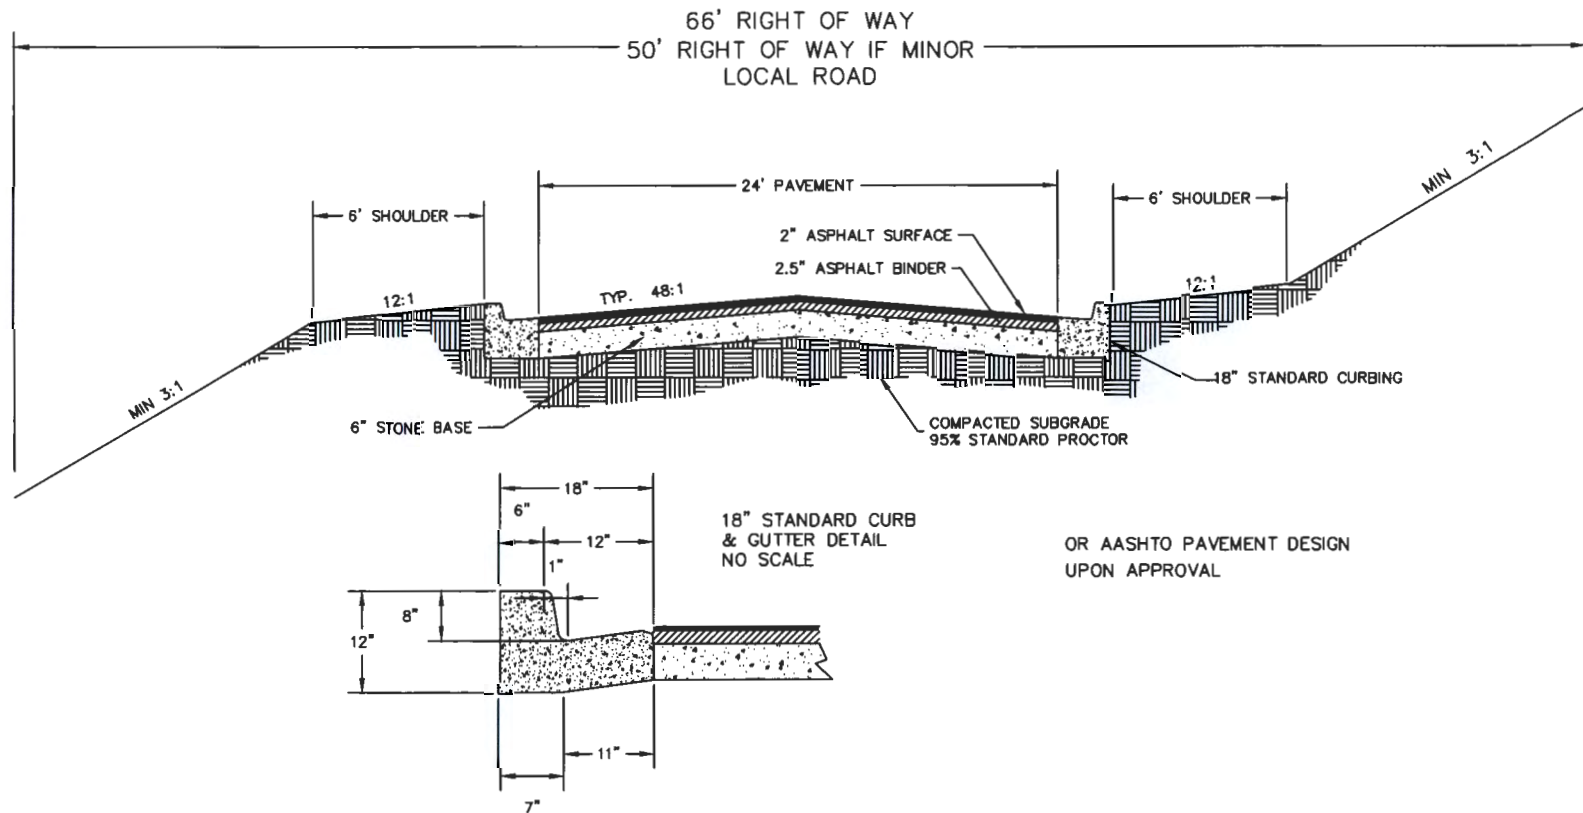 66' RIGHT OF WAY
50' RIGHT OF WAY IF MINOR
LOCAL ROAD
MIN 3:1
24' PAVEMENT
6' SHOULDER
6' SHOULDER
2" ASPHALT SURFACE
2.5" ASPHALT BINDER
12:1
TYP. 48:1
12:1
MIN 3:1
18" STANDARD CURBING
6" STONE BASE
COMPACTED SUBGRADE
95% STANDARD PROCTOR
18"
6"
12"
1"
8"
12"
11"
7"
18" STANDARD CURB
& GUTTER DETAIL
NO SCALE
OR AASHTO PAVEMENT DESIGN
UPON APPROVAL